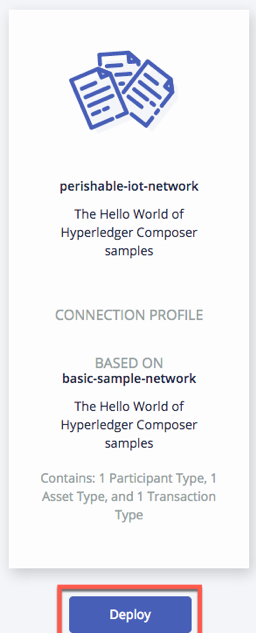 perishable-iot-network
The Hello World of
Hyperledger Composer
samples
CONNECTION PROFILE
BASED ON
basic-sample-network
The Hello World of
Hyperledger Composer
samples
Contains: 1 Participant Type, 1
Asset Type, and 1 Transaction
Type
Deploy